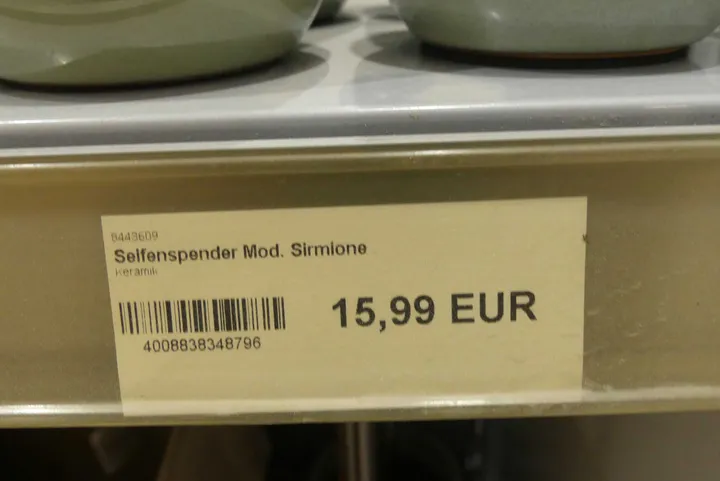 8443609
Seifenspender Mod. Sirmione
Keramik
15,99 EUR
4008838348796